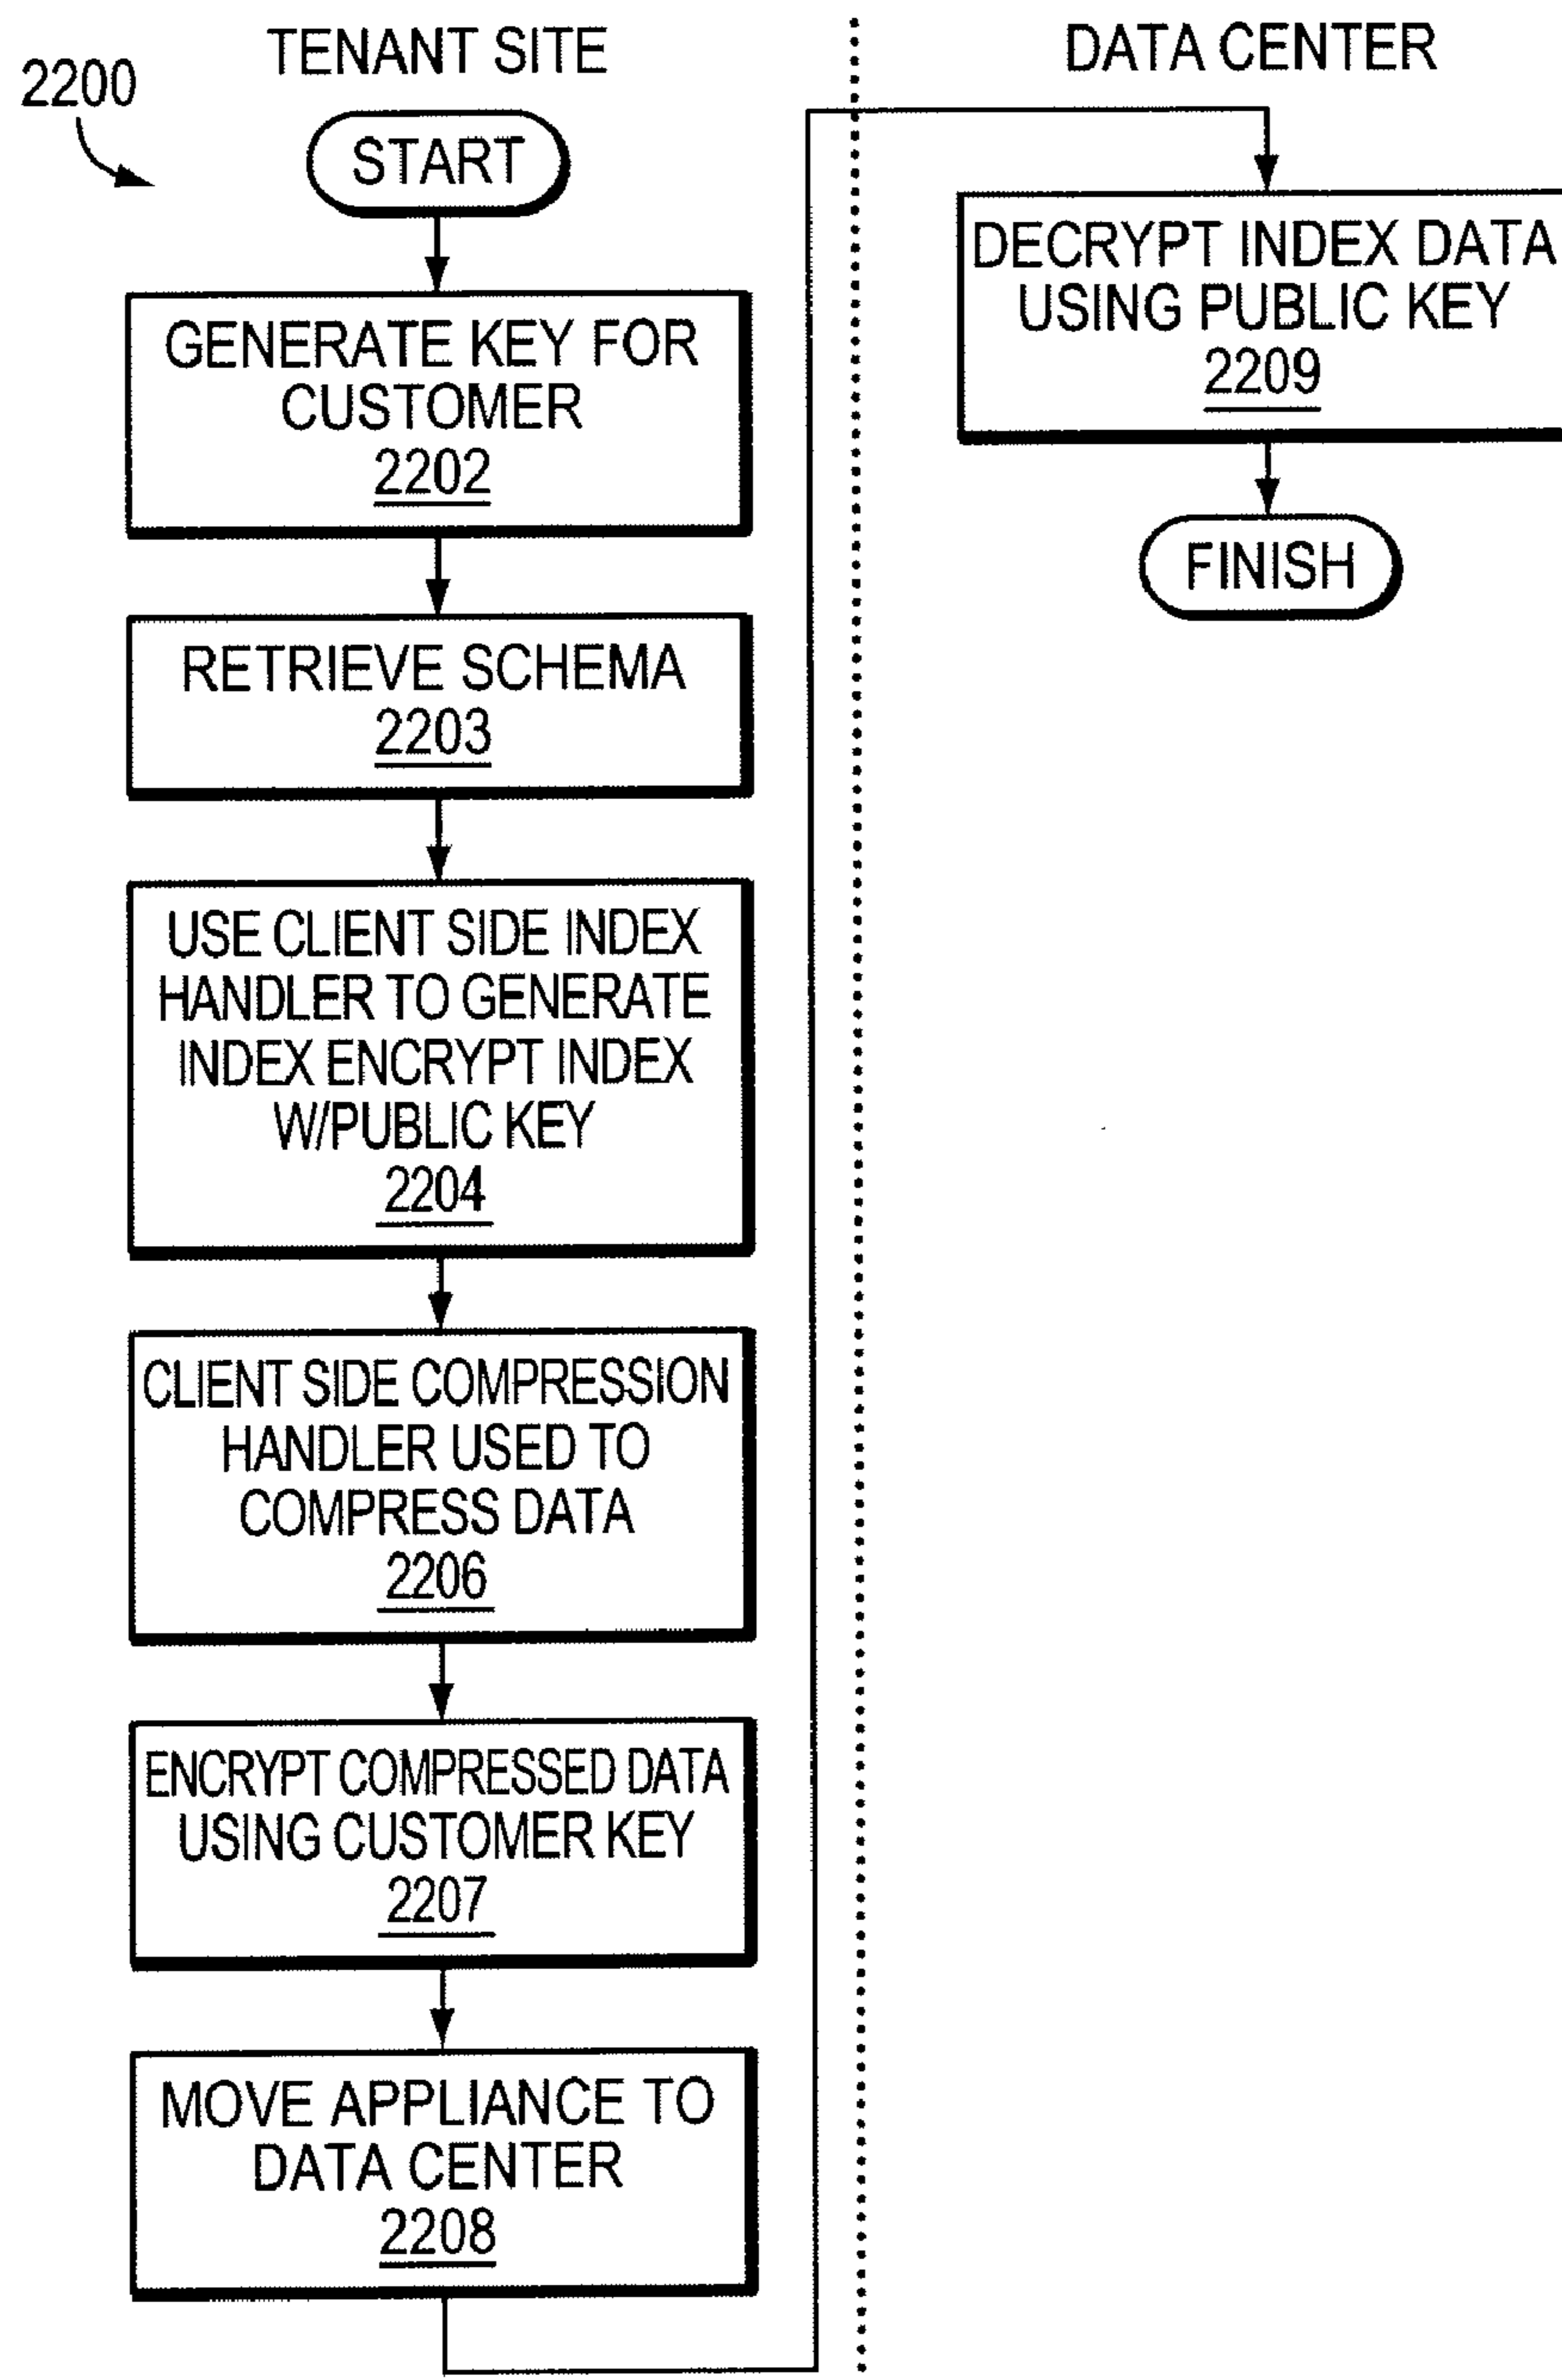 2200
TENANT SITE
START
GENERATE KEY FOR
CUSTOMER
2202
RETRIEVE SCHEMA
2203
USE CLIENT SIDE INDEX
HANDLER TO GENERATE
INDEX ENCRYPT INDEX
W/PUBLIC KEY
2204
CLIENT SIDE COMPRESSION
HANDLER USED TO
COMPRESS DATA
2206
ENCRYPT COMPRESSED DATA
USING CUSTOMER KEY
2207
MOVE APPLIANCE TO
DATA CENTER
2208
DATA CENTER
DECRYPT INDEX DATA
USING PUBLIC KEY
2209
FINISH